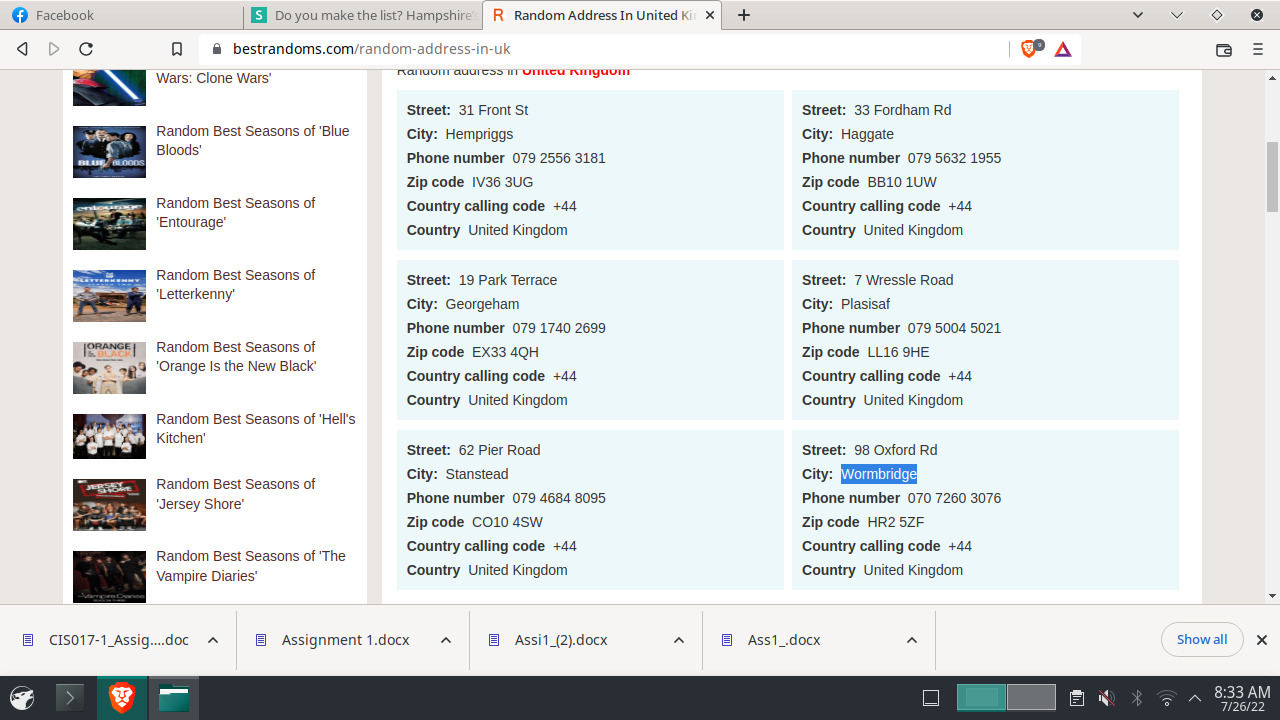 Facebook
Do you make the list? Hampshire's
Random Address In United Ki
bestrandoms.com/random-address-in-uk
9
Wars: Clone Wars'
Random Best Seasons of 'Blue
Bloods'
Random Best Seasons of
'Entourage'
Random Best Seasons of
'Letterkenny'
Random Best Seasons of
'Orange Is the New Black'
Random Best Seasons of 'Hell's
Kitchen'
Random Best Seasons of
'Jersey Shore'
Random Best Seasons of 'The
Vampire Diaries'
Random address in United Kingdom
Street: 31 Front St
City: Hempriggs
Phone number 079 2556 3181
Zip code IV36 3UG
Country calling code +44
Country United Kingdom
Street: 33 Fordham Rd
City: Haggate
Phone number 079 5632 1955
Zip code BB10 1UW
Country calling code +44
Country United Kingdom
Street: 19 Park Terrace
City: Georgeham
Phone number 079 1740 2699
Zip code EX33 4QH
Country calling code +44
Country United Kingdom
Street: 7 Wressle Road
City: Plasisaf
Phone number 079 5004 5021
Zip code LL16 9HE
Country calling code +44
Country United Kingdom
Street: 62 Pier Road
City: Stanstead
Phone number 079 4684 8095
Zip code CO10 4SW
Country calling code +44
Country United Kingdom
Street: 98 Oxford Rd
City: Wormbridge
Phone number 070 7260 3076
Zip code HR2 5ZF
Country calling code +44
Country United Kingdom
CIS017-1_Assig....doc
Assignment 1.docx
Assi1_(2).docx
Ass1_.docx
Show all
8:33 AM
7/26/22